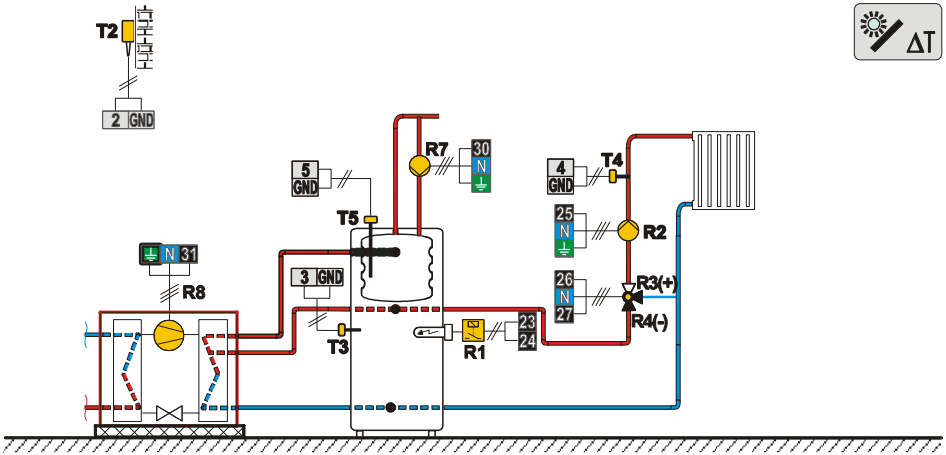 T2
ΔT
2 GND
R7
30
N
5
GND
T5
4
GND
T4
25
N
R2
N 31
R8
3 GND
26
N
27
R3(+)
R4(-)
T3
R1
23
24